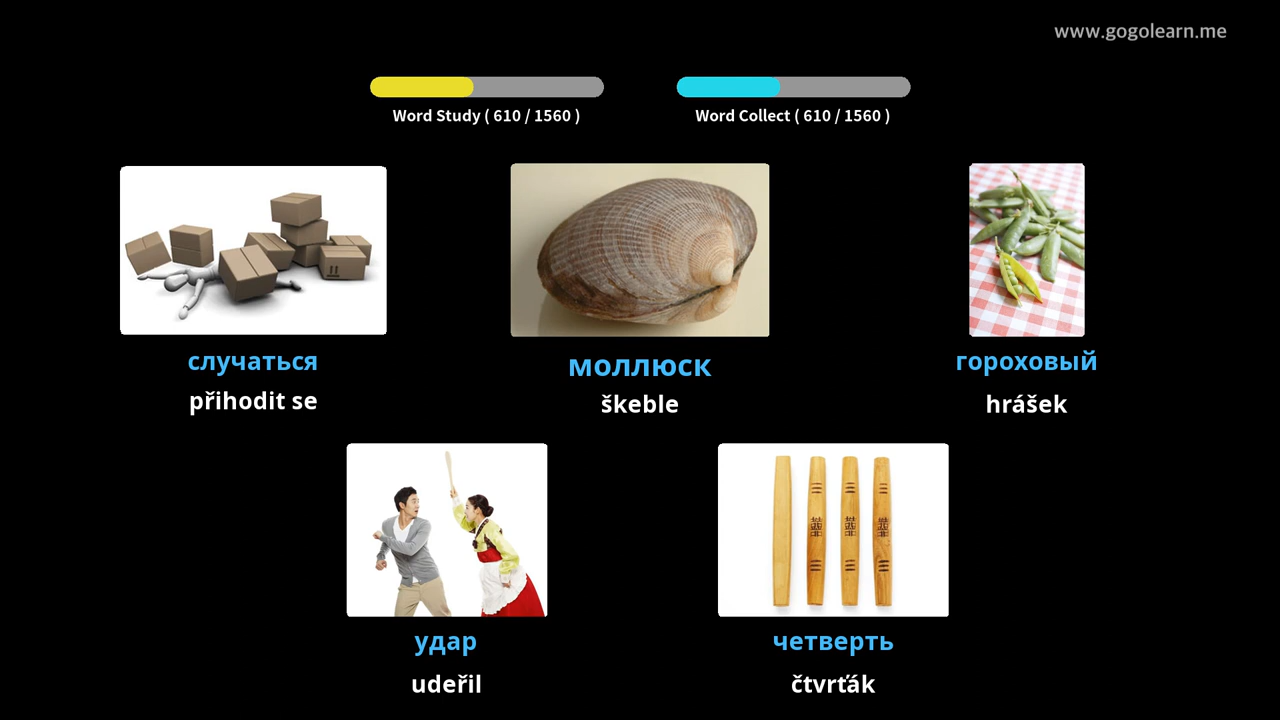 www.gogolearn.me
Word Study ( 610 / 1560 )
Word Collect ( 610 / 1560 )
случаться
přihodit se
моллюск
škeble
гороховый
hrášek
удар
udeřil
четверть
čtvrťák